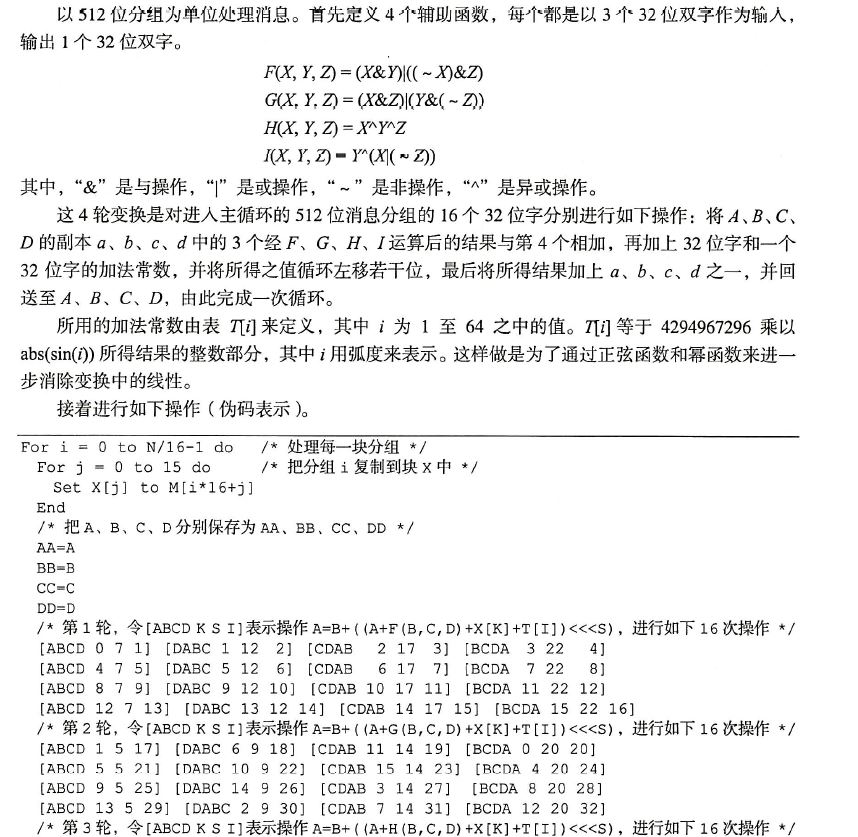 以 512 位分组为单位处理消息。首先定义 4 个辅助函数，每个都是以 3 个 32 位双字作为输入，
输出 1 个 32 位双字。
F(X, Y, Z) = (X&Y)|((~X)&Z)
G(X, Y, Z) = (X&Z)|(Y&(~Z))
H(X, Y, Z) = X^Y^Z
I(X, Y, Z) = Y^(X|(~Z))
其中，“&”是与操作，“|”是或操作，“~”是非操作，“^”是异或操作。
这 4 轮变换是对进入主循环的 512 位消息分组的 16 个 32 位字分别进行如下操作：将 A、B、C、
D 的副本 a、b、c、d 中的 3 个经 F、G、H、I 运算后的结果与第 4 个相加，再加上 32 位字和一个
32 位字的加法常数，并将所得之值循环左移若干位，最后将所得结果加上 a、b、c、d 之一，并回
送至 A、B、C、D，由此完成一次循环。
所用的加法常数由表 T[i] 来定义，其中 i 为 1 至 64 之中的值。T[i] 等于 4294967296 乘以
abs(sin(i)) 所得结果的整数部分，其中 i 用弧度来表示。这样做是为了通过正弦函数和幂函数来进一
步消除变换中的线性。
接着进行如下操作（伪码表示）。
For i = 0 to N/16-1 do /* 处理每一块分组 */
For j = 0 to 15 do /* 把分组 i 复制到块 X 中 */
Set X[j] to M[i*16+j]
End
/* 把 A、B、C、D 分别保存为 AA、BB、CC、DD */
AA=A
BB=B
CC=C
DD=D
/* 第 1 轮，令[ABCD K S I]表示操作 A=B+((A+F(B,C,D)+X[K]+T[I])<<<S)，进行如下 16 次操作 */
[ABCD 0 7 1] [DABC 1 12 2] [CDAB 2 17 3] [BCDA 3 22 4]
[ABCD 4 7 5] [DABC 5 12 6] [CDAB 6 17 7] [BCDA 7 22 8]
[ABCD 8 7 9] [DABC 9 12 10] [CDAB 10 17 11] [BCDA 11 22 12]
[ABCD 12 7 13] [DABC 13 12 14] [CDAB 14 17 15] [BCDA 15 22 16]
/* 第 2 轮，令[ABCD K S I]表示操作 A=B+((A+G(B,C,D)+X[K]+T[I])<<<S)，进行如下 16 次操作 */
[ABCD 1 5 17] [DABC 6 9 18] [CDAB 11 14 19] [BCDA 0 20 20]
[ABCD 5 5 21] [DABC 10 9 22] [CDAB 15 14 23] [BCDA 4 20 24]
[ABCD 9 5 25] [DABC 14 9 26] [CDAB 3 14 27] [BCDA 8 20 28]
[ABCD 13 5 29] [DABC 2 9 30] [CDAB 7 14 31] [BCDA 12 20 32]
/* 第 3 轮，令[ABCD K S I]表示操作 A=B+((A+H(B,C,D)+X[K]+T[I])<<<S)，进行如下 16 次操作 */